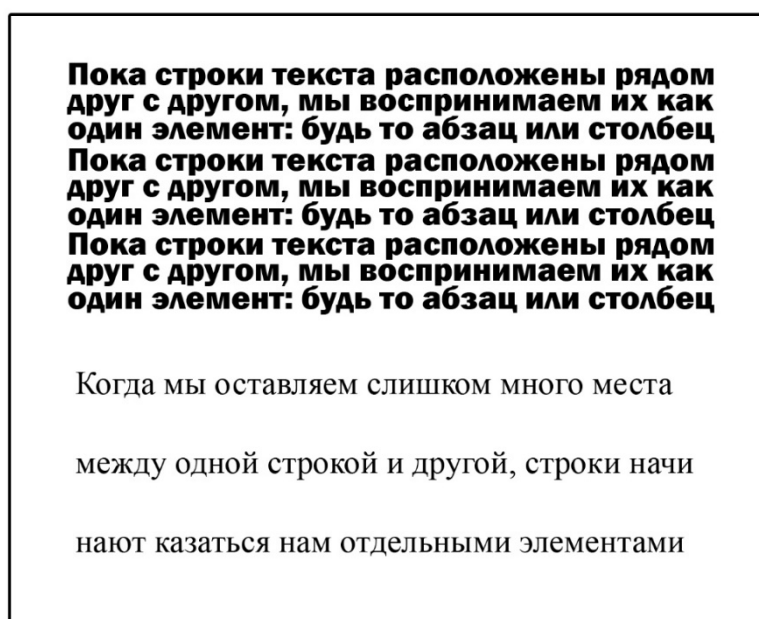 Пока строки текста расположены рядом
друг с другом, мы воспринимаем их как
один элемент: будь то абзац или столбец
Пока строки текста расположены рядом
друг с другом, мы воспринимаем их как
один элемент: будь то абзац или столбец
Пока строки текста расположены рядом
друг с другом, мы воспринимаем их как
один элемент: будь то абзац или столбец
Когда мы оставляем слишком много места
между одной строкой и другой, строки начи
нают казаться нам отдельными элементами